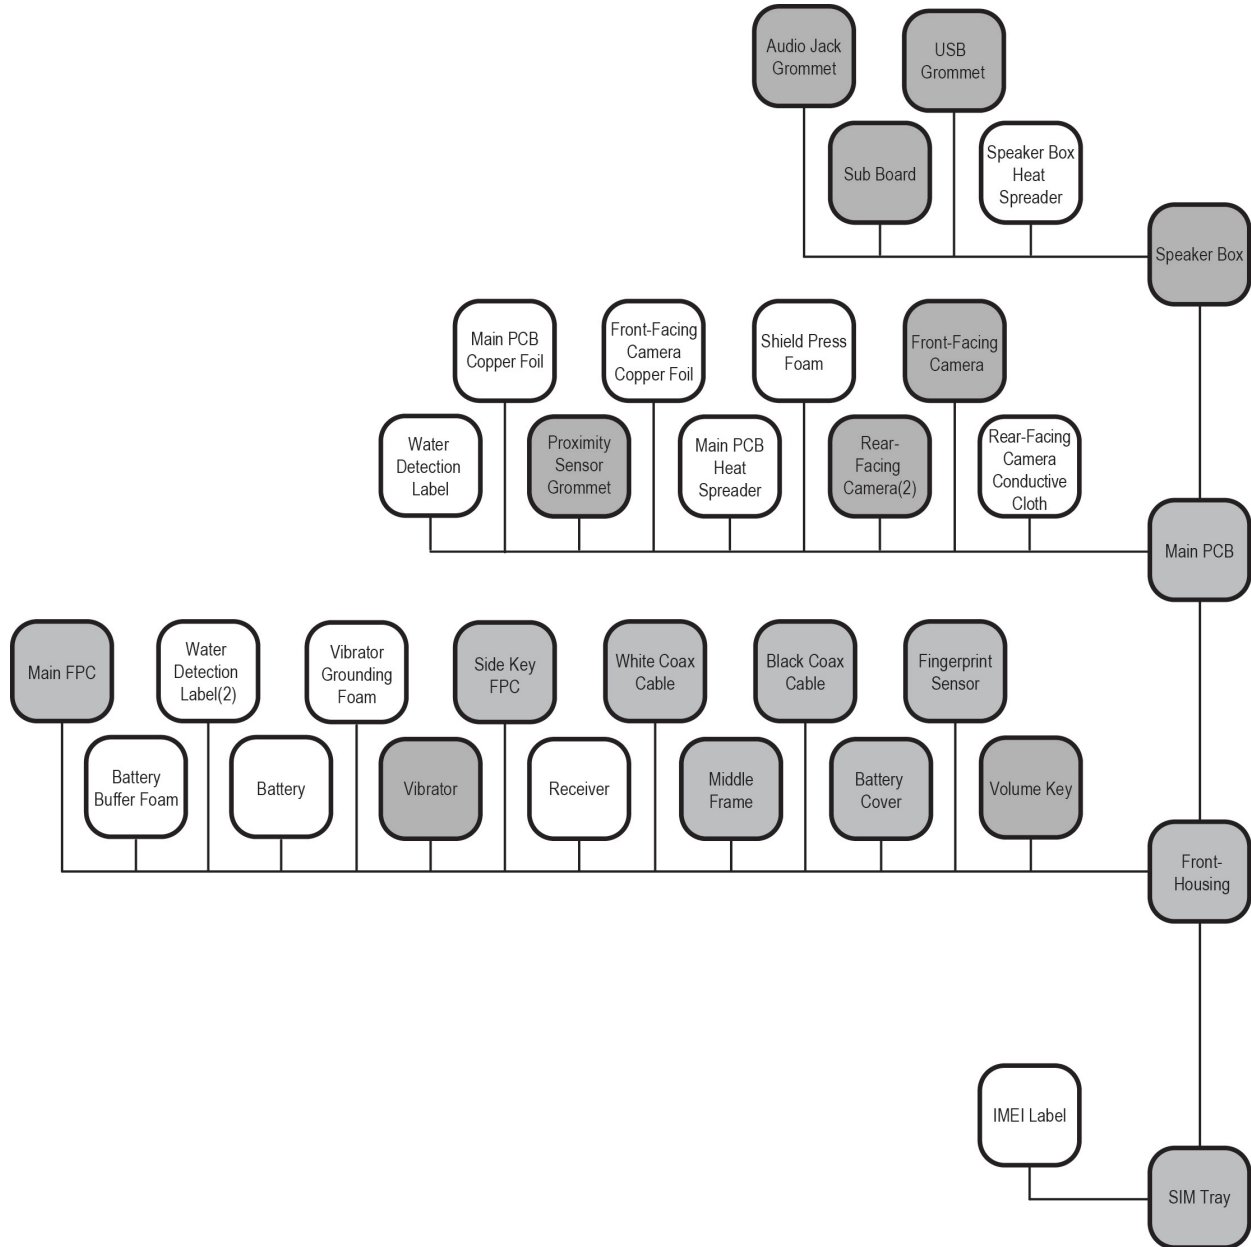 Audio Jack
Grommet
USB
Grommet
Sub Board
Speaker Box
Heat
Spreader
Speaker Box
Main PCB
Copper Foil
Front-Facing
Camera
Copper Foil
Shield Press
Foam
Front-Facing
Camera
Water
Detection
Label
Proximity
Sensor
Grommet
Main PCB
Heat
Spreader
Rear-
Facing
Camera(2)
Rear-Facing
Camera
Conductive
Cloth
Main PCB
Main FPC
Water
Detection
Label(2)
Vibrator
Grounding
Foam
Side Key
FPC
White Coax
Cable
Black Coax
Cable
Fingerprint
Sensor
Battery
Buffer Foam
Battery
Vibrator
Receiver
Middle
Frame
Battery
Cover
Volume Key
Front-
Housing
IMEI Label
SIM Tray